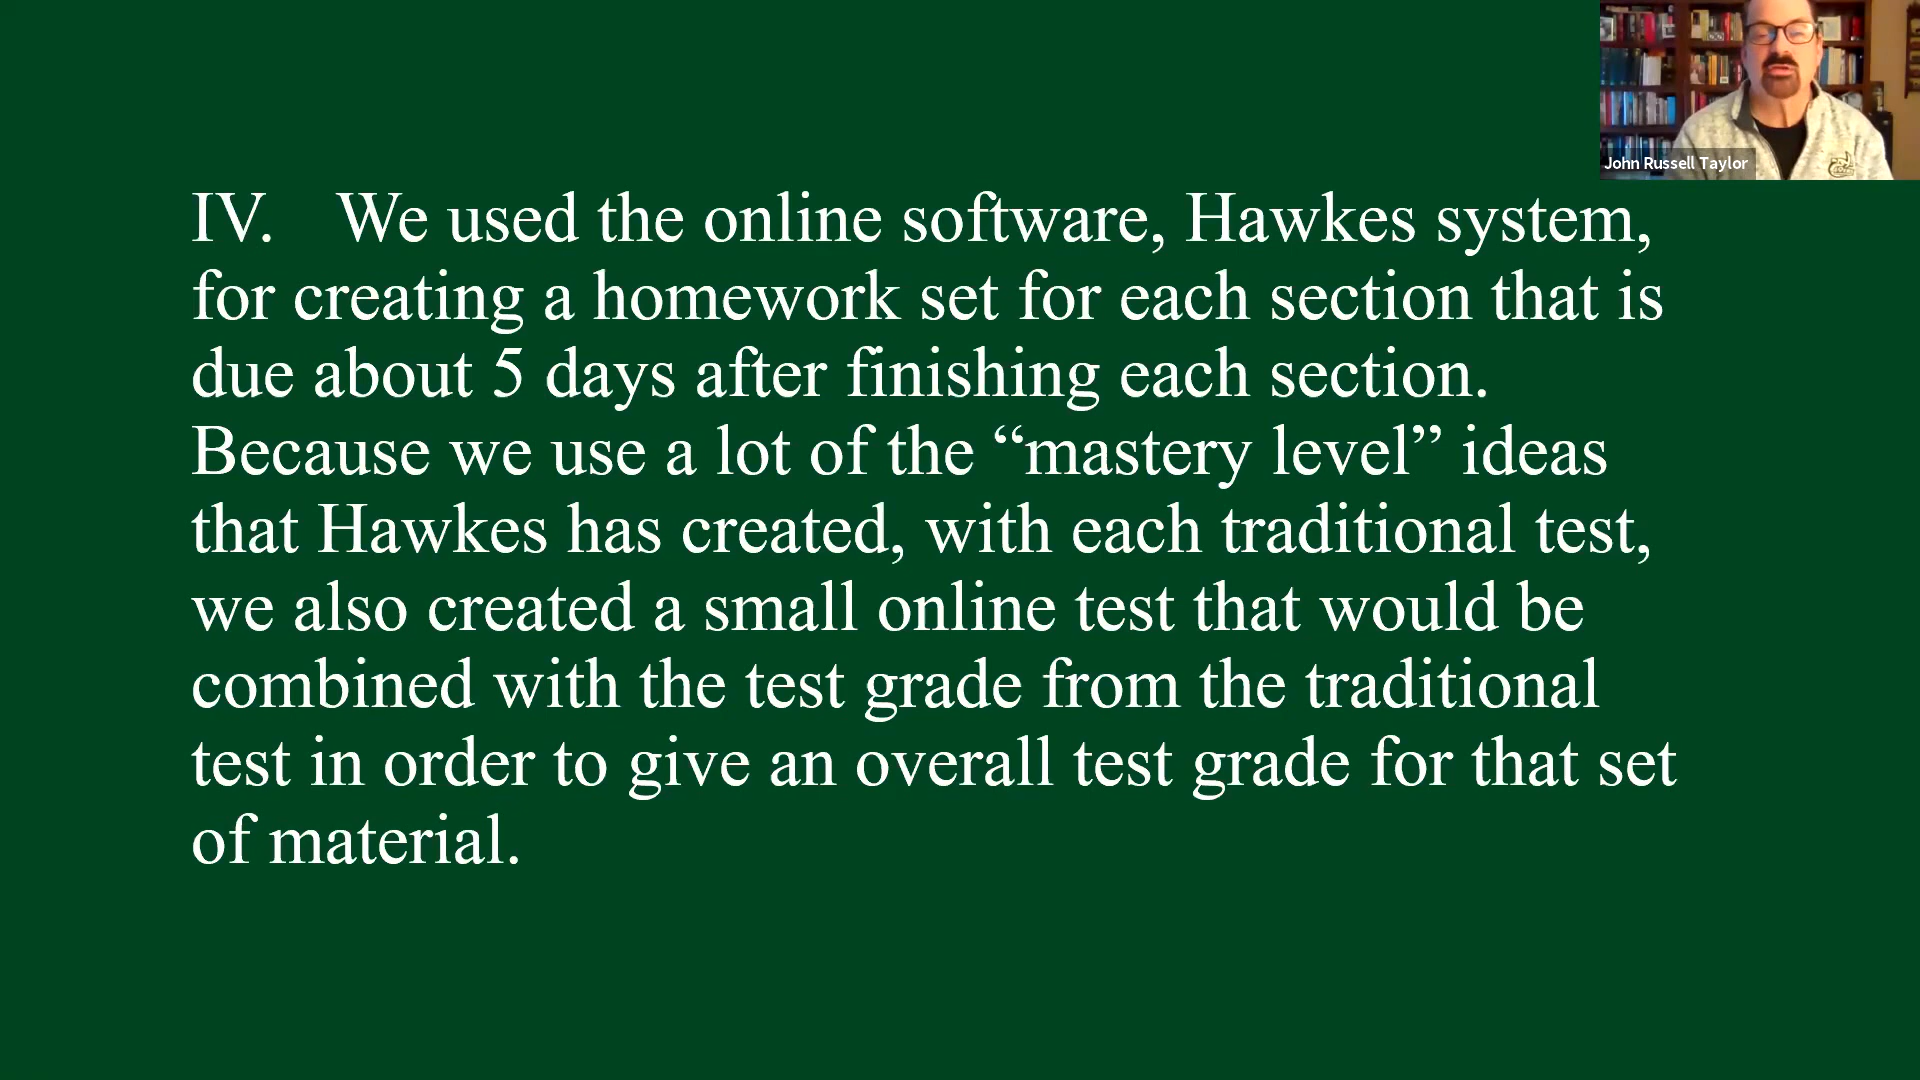 John Russell Taylor
IV. We used the online software, Hawkes system,
for creating a homework set for each section that is
due about 5 days after finishing each section.
Because we use a lot of the “mastery level” ideas
that Hawkes has created, with each traditional test,
we also created a small online test that would be
combined with the test grade from the traditional
test in order to give an overall test grade for that set
of material.